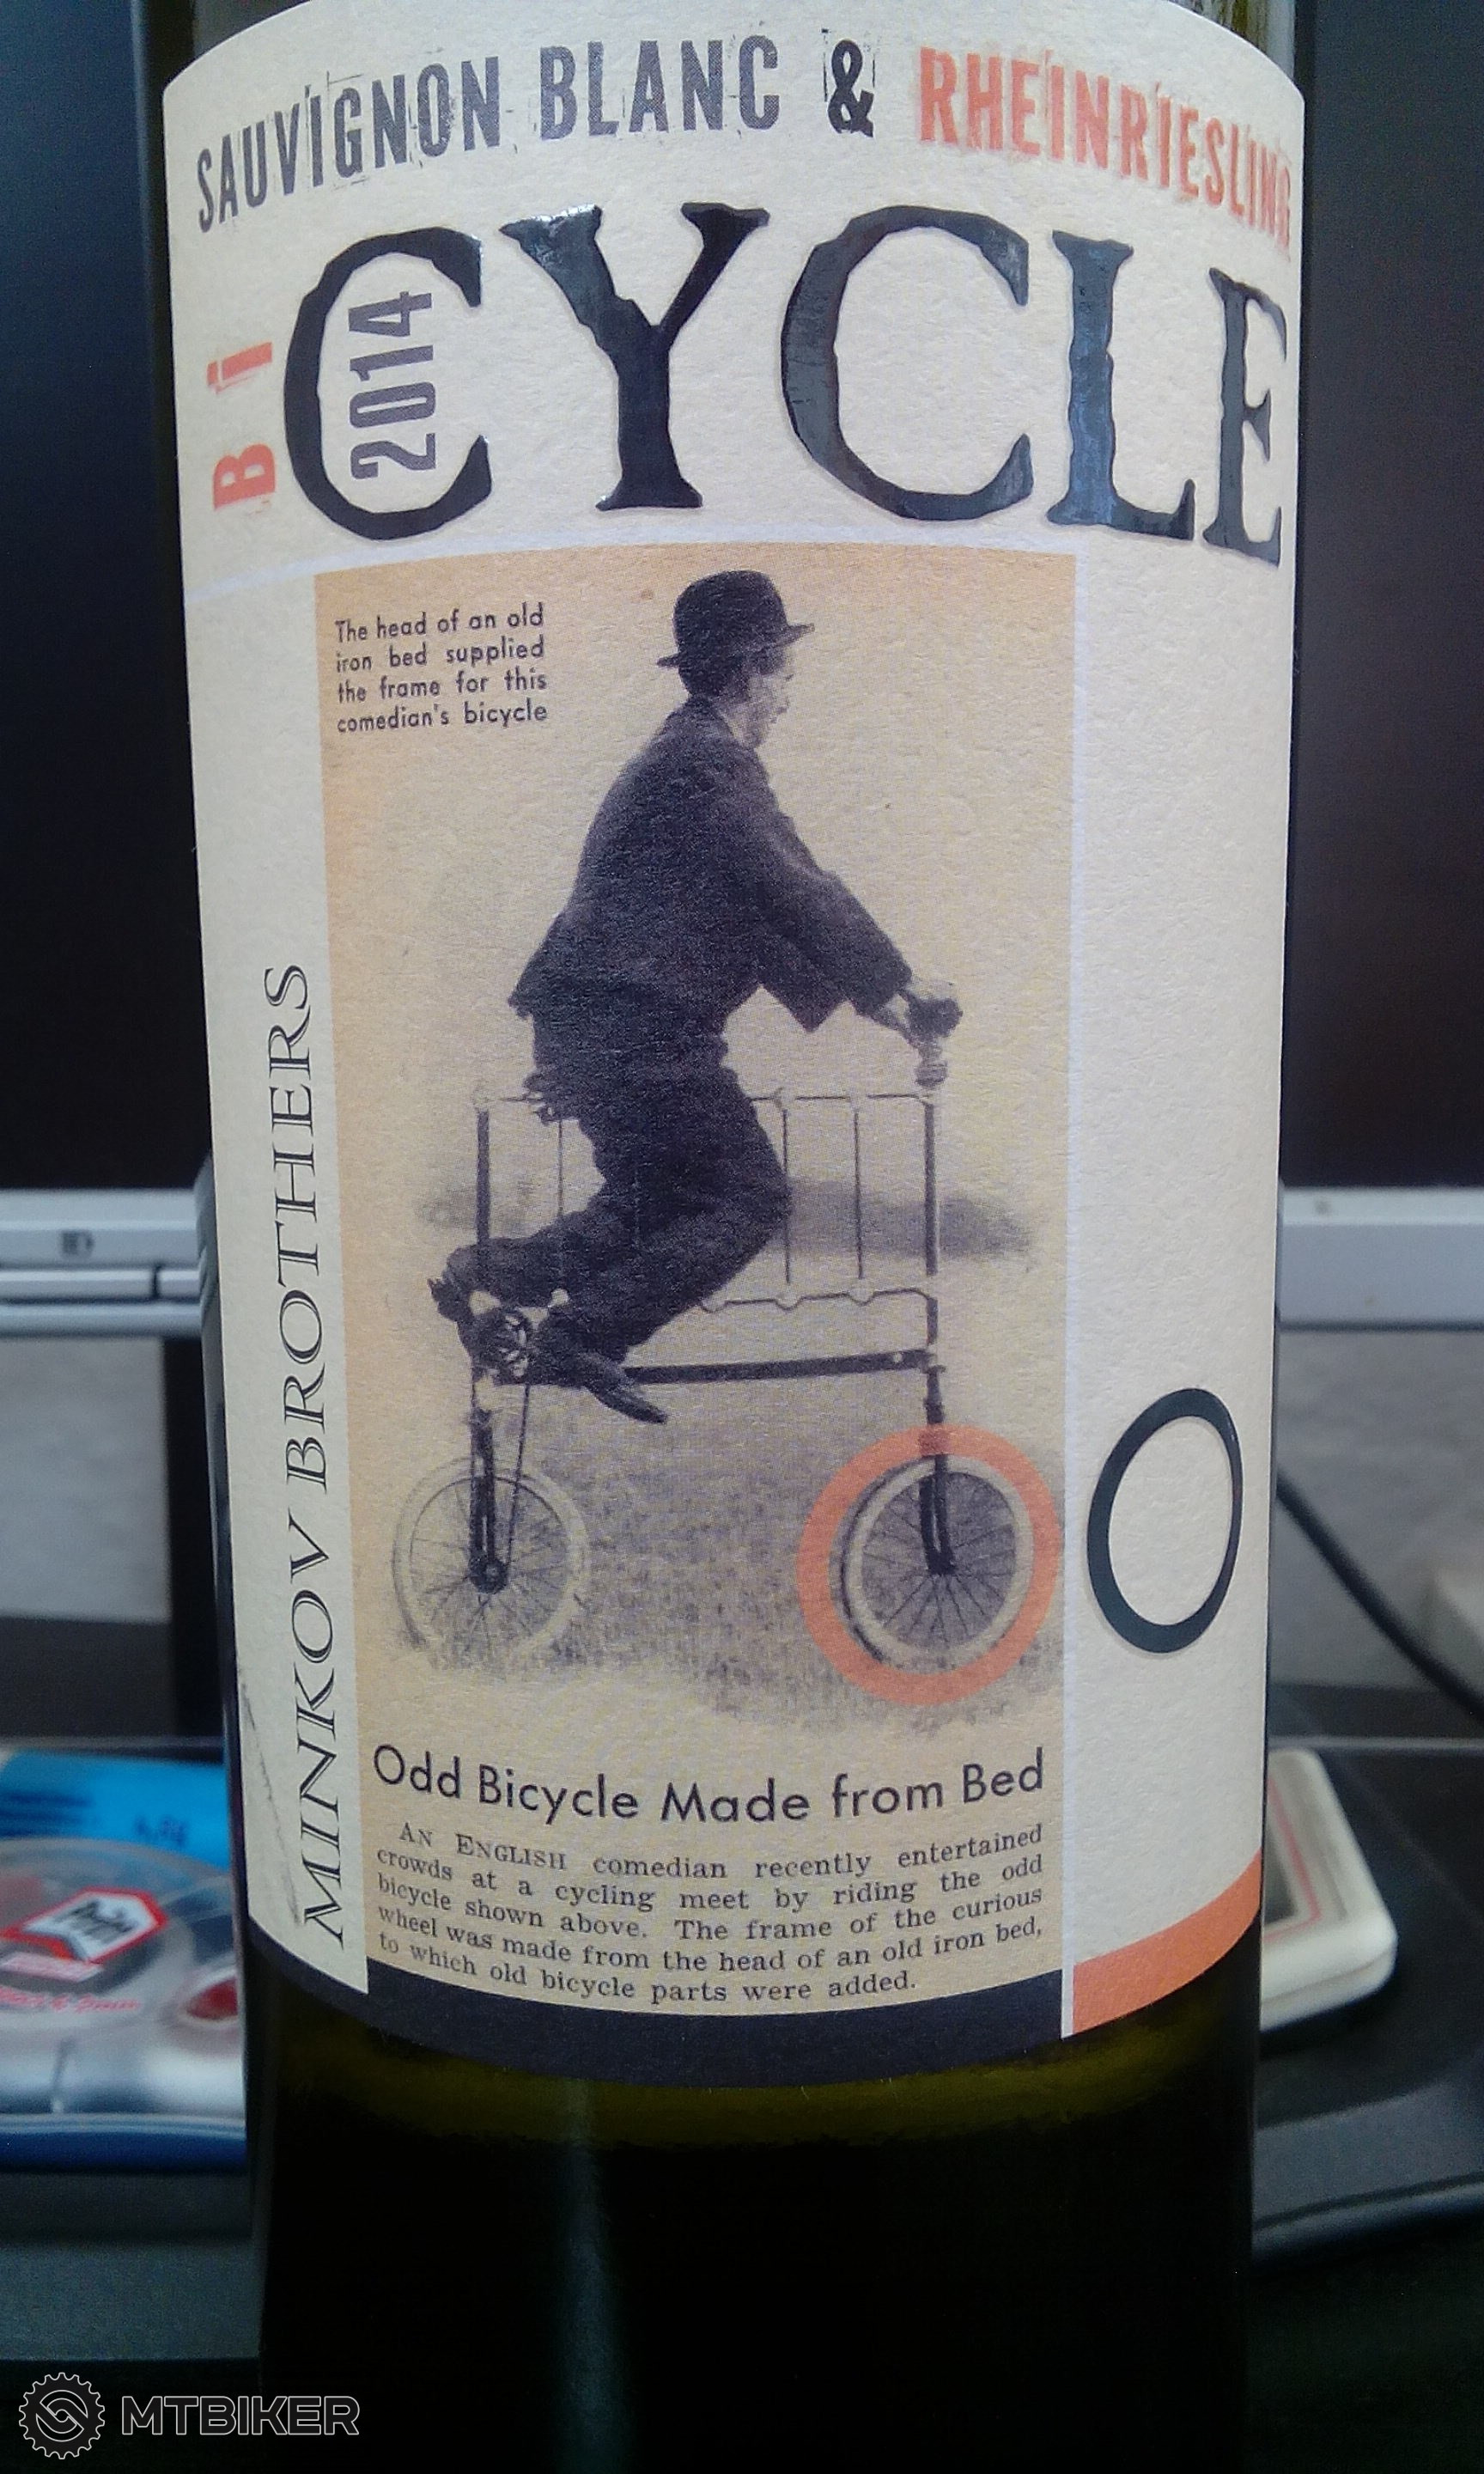 SAUVIGNON BLANC & RHEINRIESLING
Bi
CYCLE
2014
The head of an old
iron bed supplied
the frame for this
comedian's bicycle
MINKOV BROTHERS
O
Odd Bicycle Made from Bed
AN ENGLISH comedian recently entertained
crowds at a cycling meet by riding the odd
bicycle shown above. The frame of the curious
wheel was made from the head of an old iron bed,
to which old bicycle parts were added.
Pritt
MTBIKER